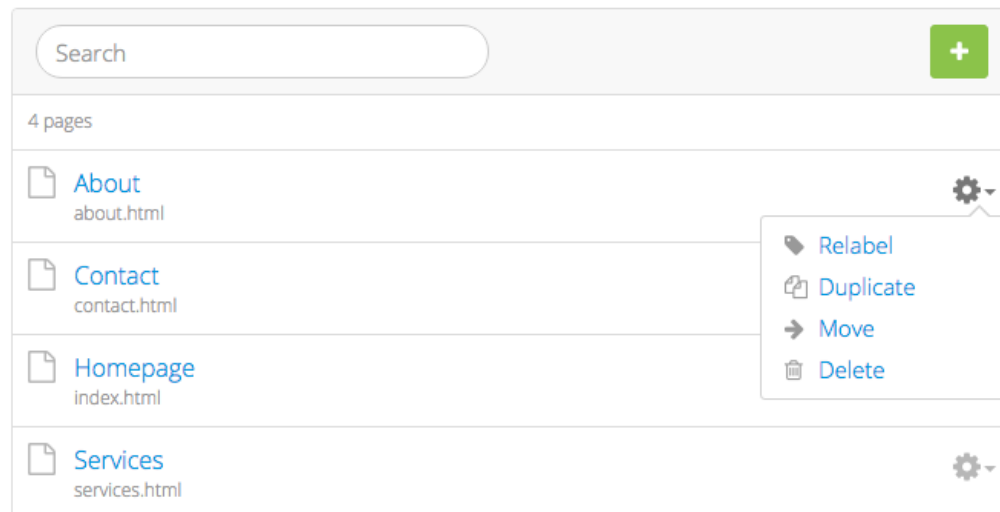 Search
4 pages
About
about.html
Relabel
Duplicate
Move
Delete
Contact
contact.html
Homepage
index.html
Services
services.html